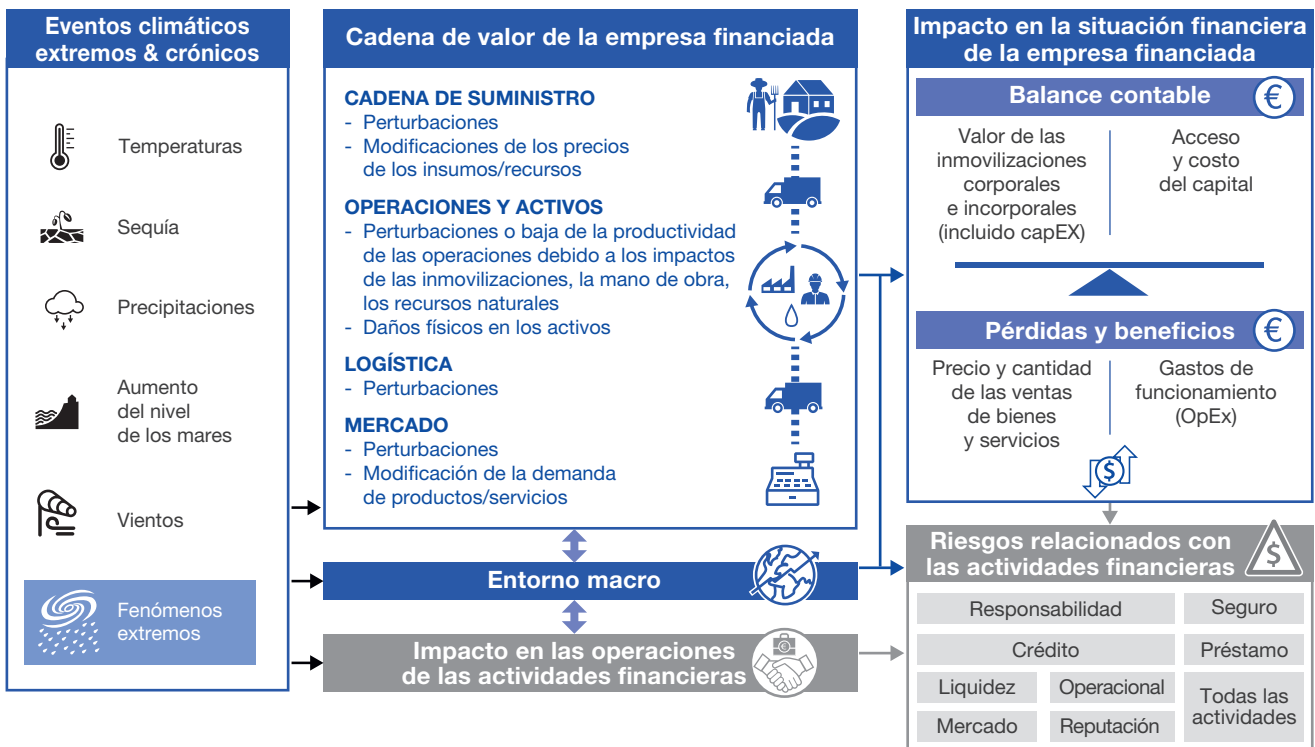 Eventos climáticos
extremos & crónicos
Temperaturas
Sequía
Precipitaciones
Aumento
del nivel
de los mares
Vientos
Fenómenos
extremos
Cadena de valor de la empresa financiada
CADENA DE SUMINISTRO
- Perturbaciones
- Modificaciones de los precios
de los insumos/recursos
OPERACIONES Y ACTIVOS
- Perturbaciones o baja de la productividad
de las operaciones debido a los impactos
de las inmovilizaciones, la mano de obra,
los recursos naturales
- Daños físicos en los activos
LOGÍSTICA
- Perturbaciones
MERCADO
- Perturbaciones
- Modificación de la demanda
de productos/servicios
Entorno macro
Impacto en las operaciones
de las actividades financieras
€
Impacto en la situación financiera
de la empresa financiada
Balance contable
€
Valor de las
inmovilizaciones
corporales
e incorporales
(incluido capEX)
Acceso
y costo
del capital
Pérdidas y beneficios
€
Precio y cantidad
de las ventas
de bienes
y servicios
Gastos de
funcionamiento
(OpEx)
$
Riesgos relacionados con
las actividades financieras
$
Responsabilidad
Seguro
Crédito
Préstamo
Liquidez
Operacional
Todas las
actividades
Mercado
Reputación